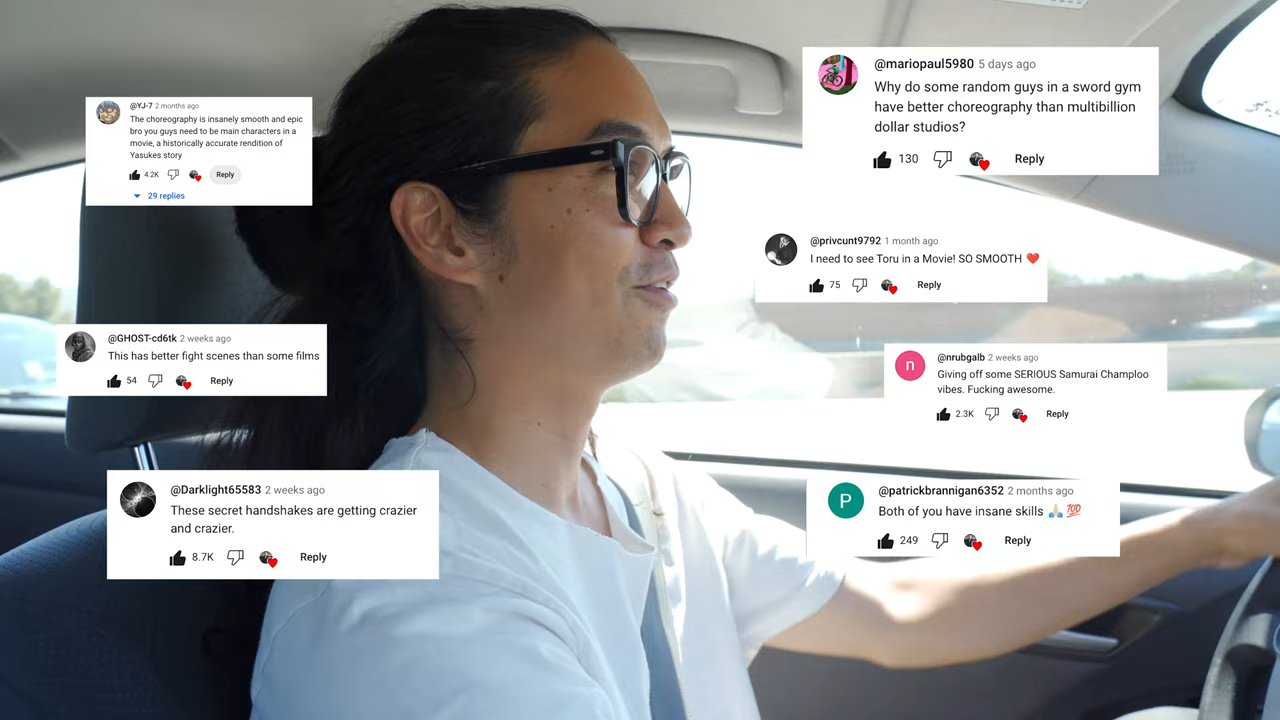 @YJ-7 2 months ago
The choreography is insanely smooth and epic
bro you guys need to be main characters in a
movie, a historically accurate rendition of
Yasukes story
4.2K Reply
29 replies
@GHOST-cd6tk 2 weeks ago
This has better fight scenes than some films
54 Reply
@Darklight65583 2 weeks ago
These secret handshakes are getting crazier
and crazier.
8.7K Reply
@mariopaul5980 5 days ago
Why do some random guys in a sword gym
have better choreography than multibillion
dollar studios?
130 Reply
@privcunt9792 1 month ago
I need to see Toru in a Movie! SO SMOOTH ❤️
75 Reply
n
@nrubgalb 2 weeks ago
Giving off some SERIOUS Samurai Champloo
vibes. Fucking awesome.
2.3K Reply
P
@patrickbrannigan6352 2 months ago
Both of you have insane skills 🙏🏻 💯
249 Reply